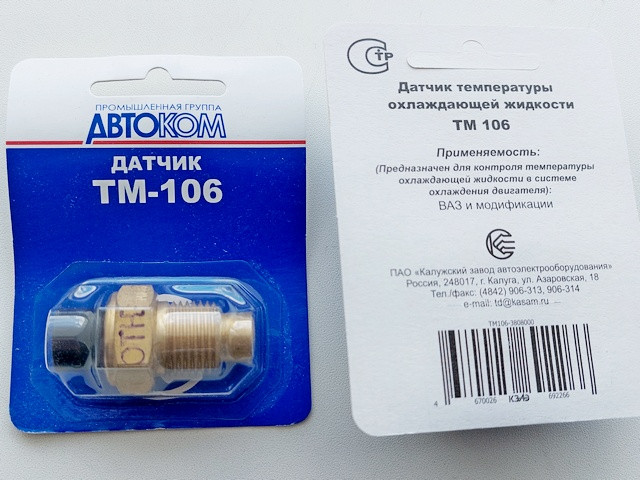 ПРОМЫШЛЕННАЯ ГРУППА
АВТОКОМ
ДАТЧИК
ТМ-106
ОТК
Стр
Датчик температуры
охлаждающей жидкости
ТМ 106
Применяемость:
(Предназначен для контроля температуры
охлаждающей жидкости в системе
охлаждения двигателя):
ВАЗ и модификации
ПАО «Калужский завод автоэлектрооборудования»
Россия, 248017, г. Калуга, ул. Азаровская, 18
Тел./факс: (4842) 906-313, 906-314
e-mail: td@kasam.ru
ТМ106-3808000
4 670026 КЗАЭ 692266